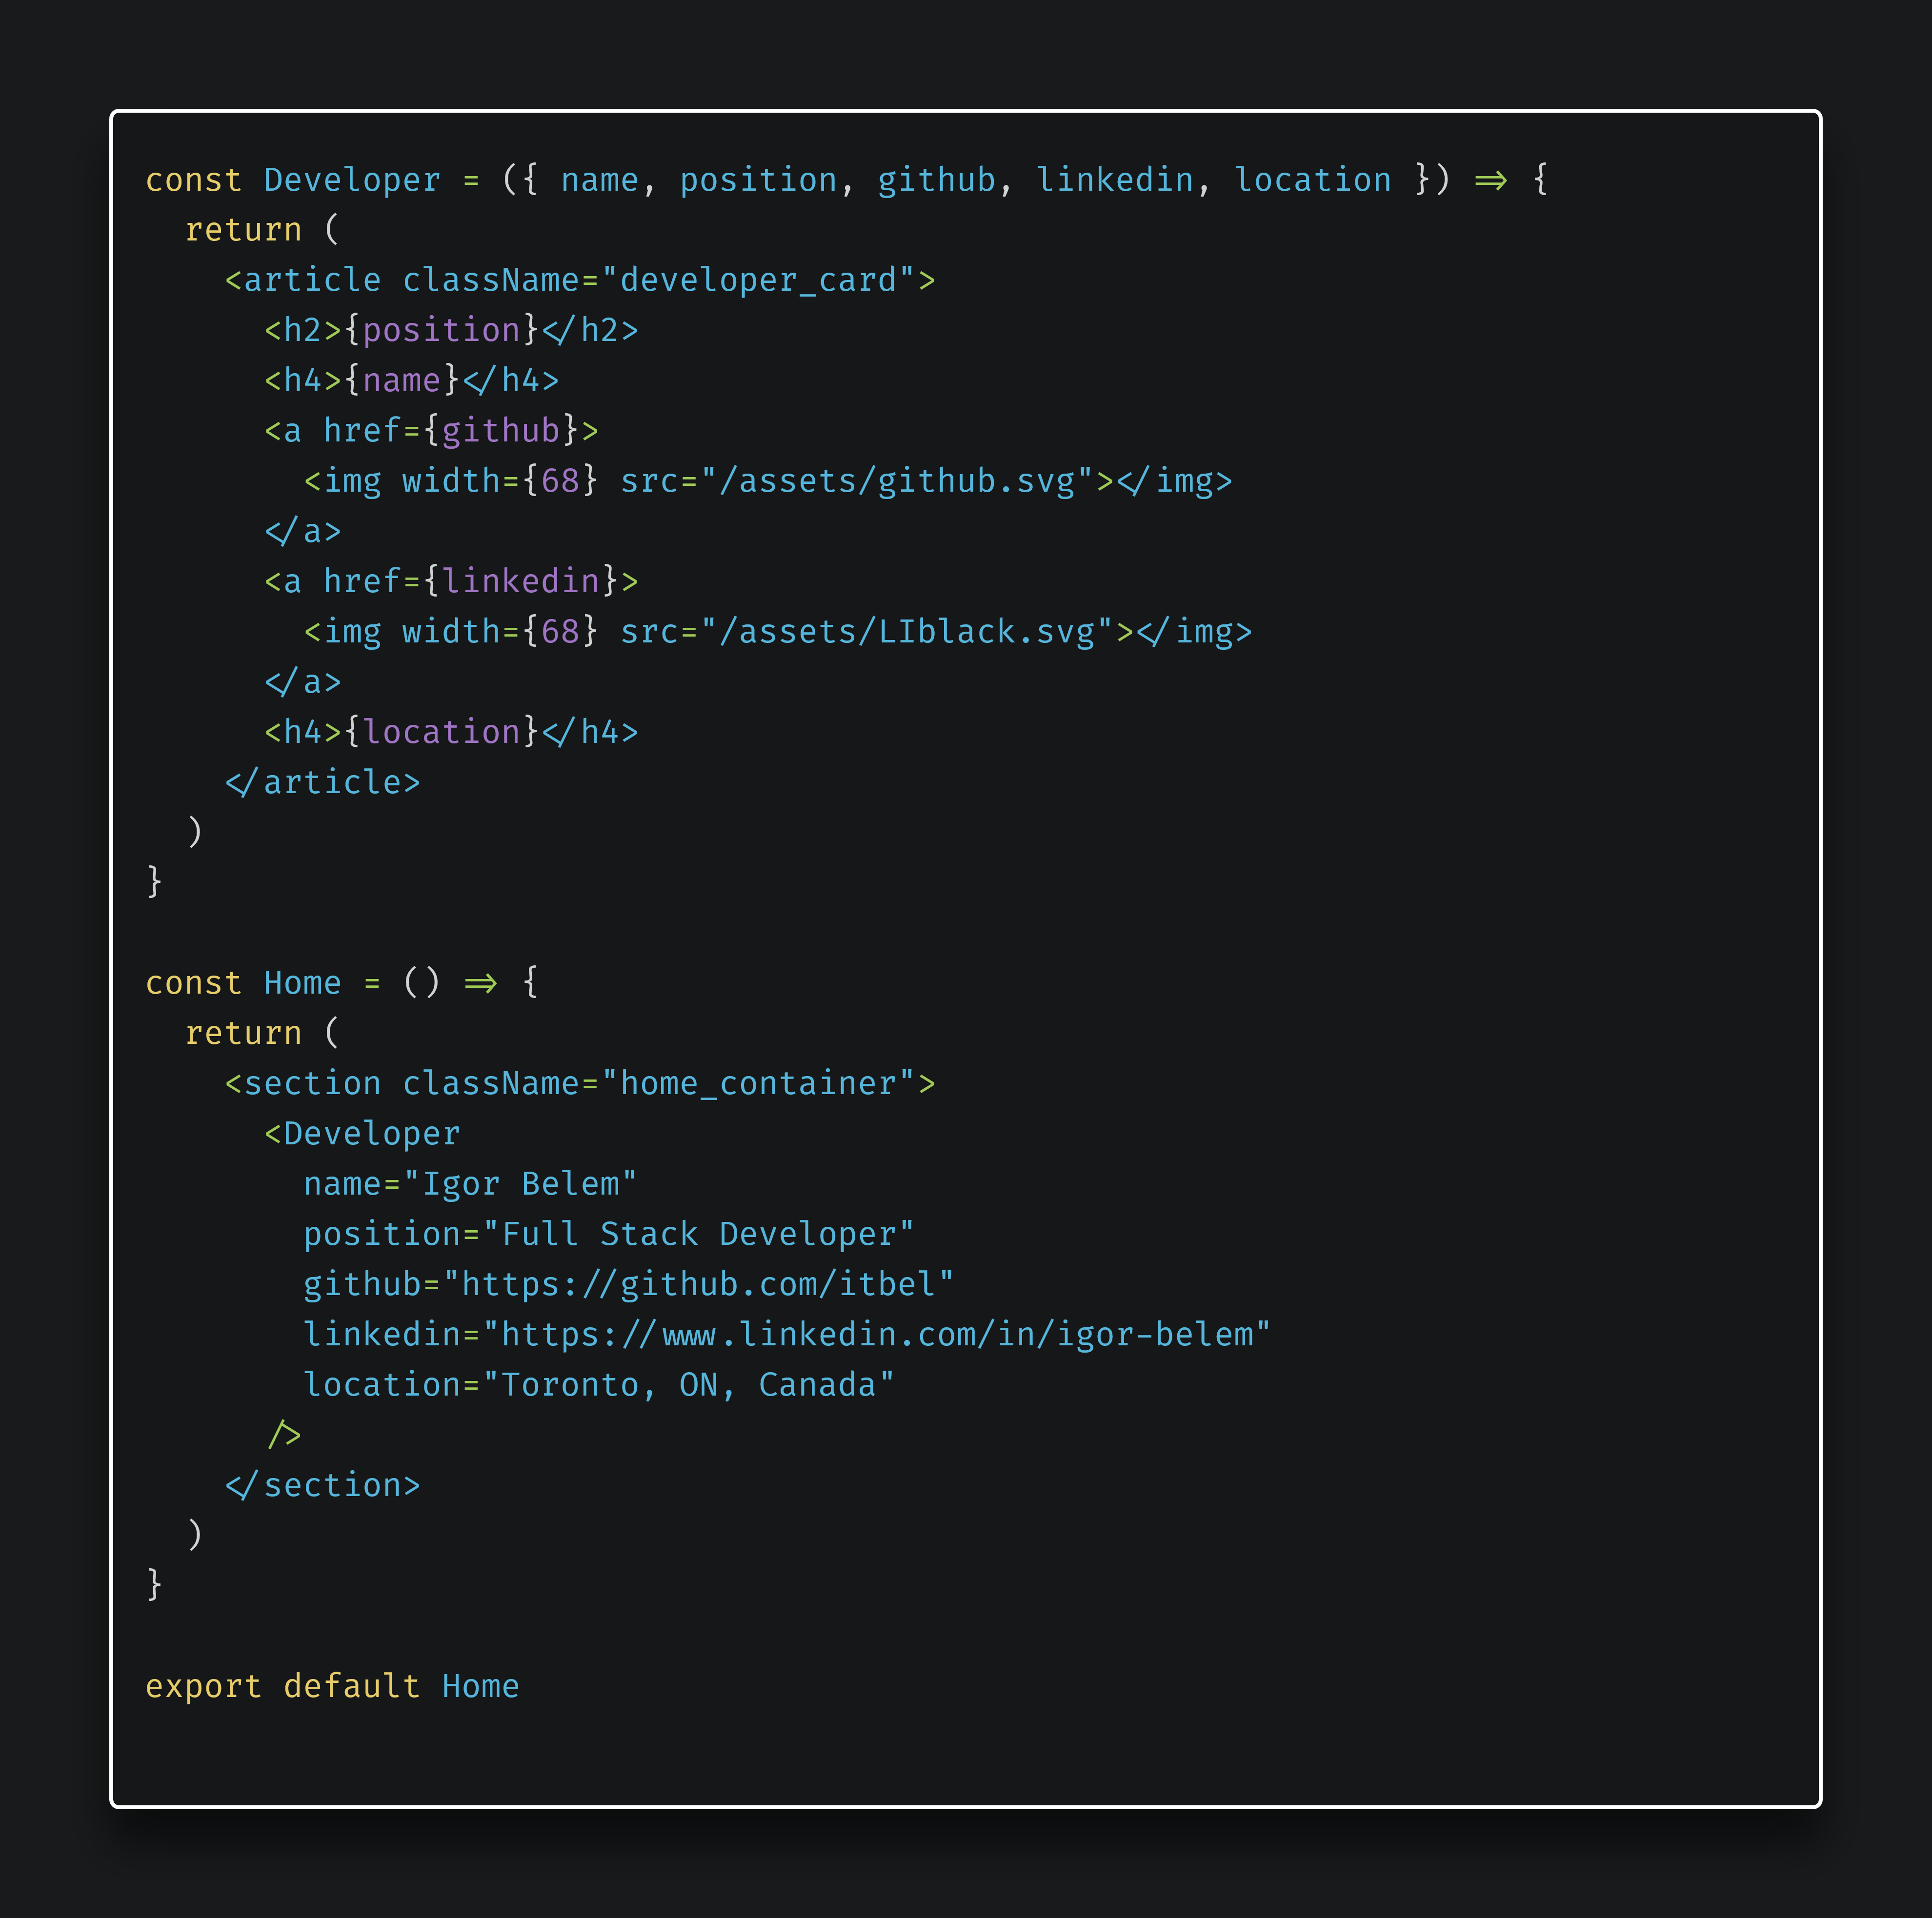 const Developer = ({ name, position, github, linkedin, location }) => {
  return (
    <article className="developer_card">
      <h2>{position}</h2>
      <h4>{name}</h4>
      <a href={github}>
        <img width={68} src="/assets/github.svg"></img>
      </a>
      <a href={linkedin}>
        <img width={68} src="/assets/LIblack.svg"></img>
      </a>
      <h4>{location}</h4>
    </article>
  )
}

const Home = () => {
  return (
    <section className="home_container">
      <Developer
        name="Igor Belem"
        position="Full Stack Developer"
        github="https://github.com/itbel"
        linkedin="https://www.linkedin.com/in/igor-belem"
        location="Toronto, ON, Canada"
      />
    </section>
  )
}

export default Home